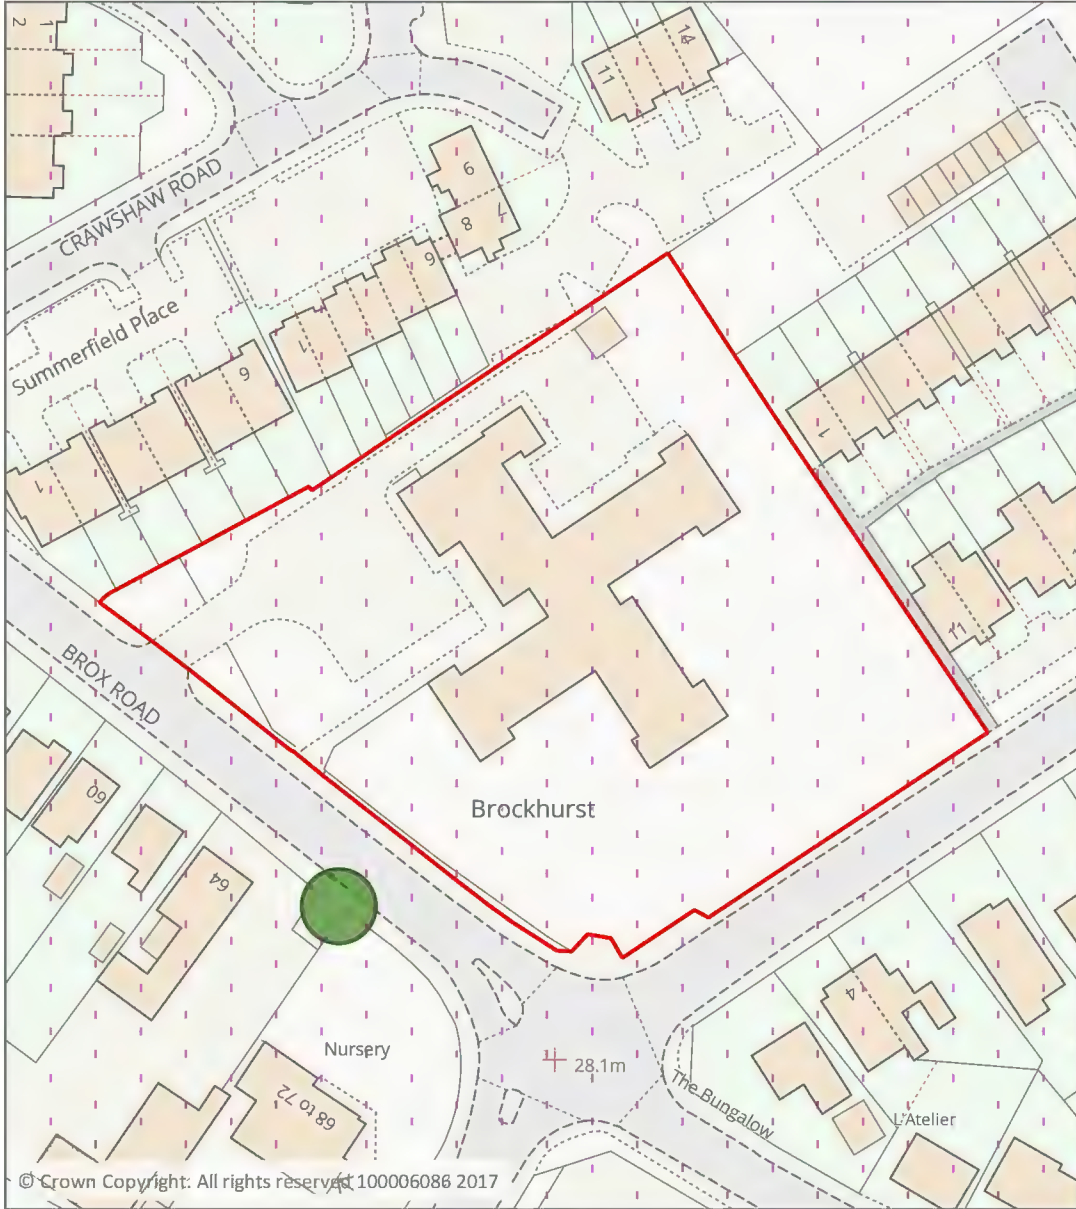 2
1
14
11
6
7
8
CRAWSHAW ROAD
9
1
Summerfield Place
9
1
1
11
BROX ROAD
60
64
Brockhurst
4
Nursery
28.1m
The Bungalow
68 to 72
L'Atelier
© Crown Copyright. All rights reserved 100006086 2017